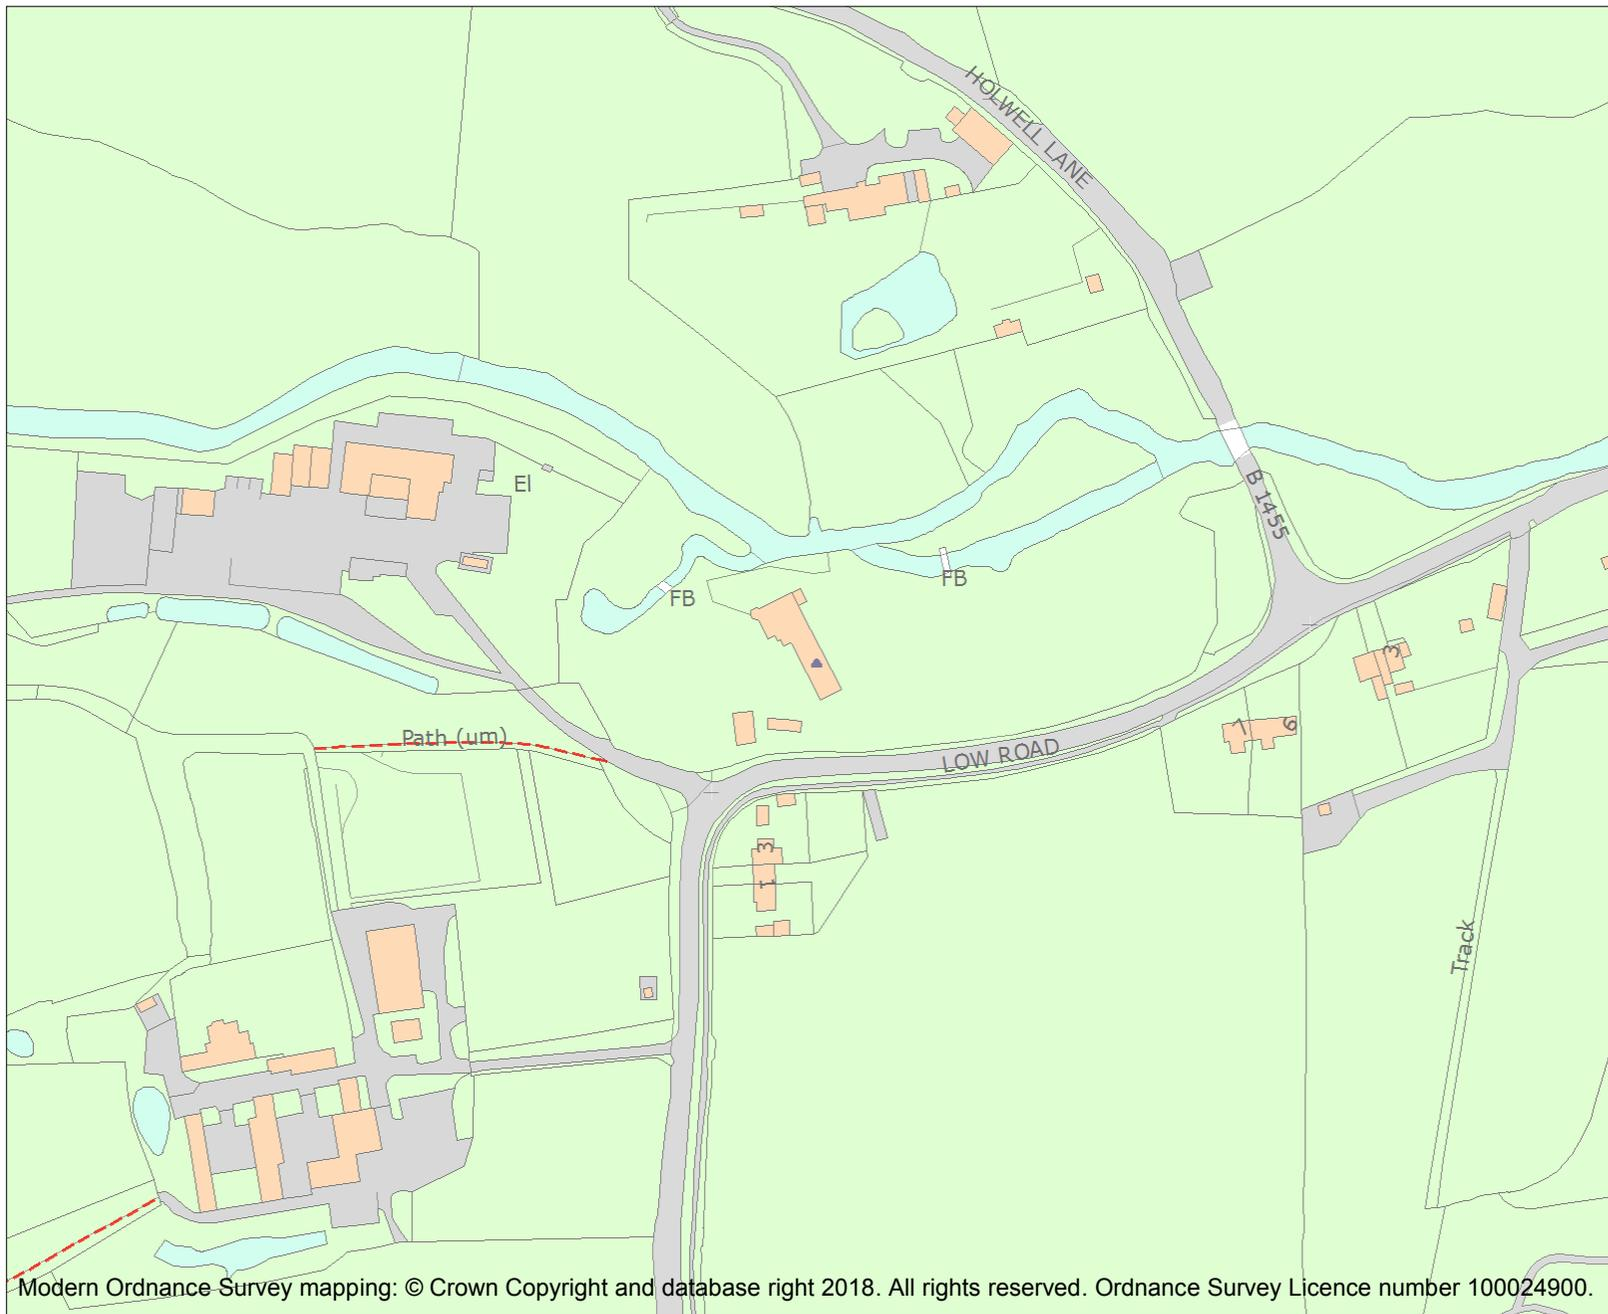 HOLWELL LANE
B 1455
El
FB
FB
3
7
6
Path (um)
LOW ROAD
3
1
Track
Modern Ordnance Survey mapping: © Crown Copyright and database right 2018. All rights reserved. Ordnance Survey Licence number 100024900.